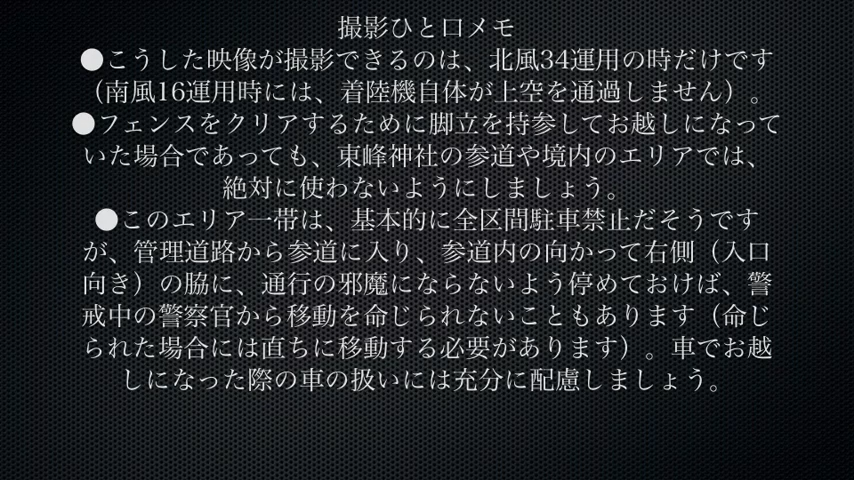 撮影ひと口メモ
●こうした映像が撮影できるのは、北風34運用の時だけです
（南風16運用時には、着陸機自体が上空を通過しません）。
●フェンスをクリアするために脚立を持参してお越しになって
いた場合であっても、東峰神社の参道や境内のエリアでは、
絶対に使わないようにしましょう。
●このエリア一帯は、基本的に全区間駐車禁止だそうです
が、管理道路から参道に入り、参道内の向かって右側（入口
向き）の脇に、通行の邪魔にならないよう停めておけば、警
戒中の警察官から移動を命じられないこともあります（命じ
られた場合には直ちに移動する必要があります）。車でお越
しになった際の車の扱いには充分に配慮しましょう。